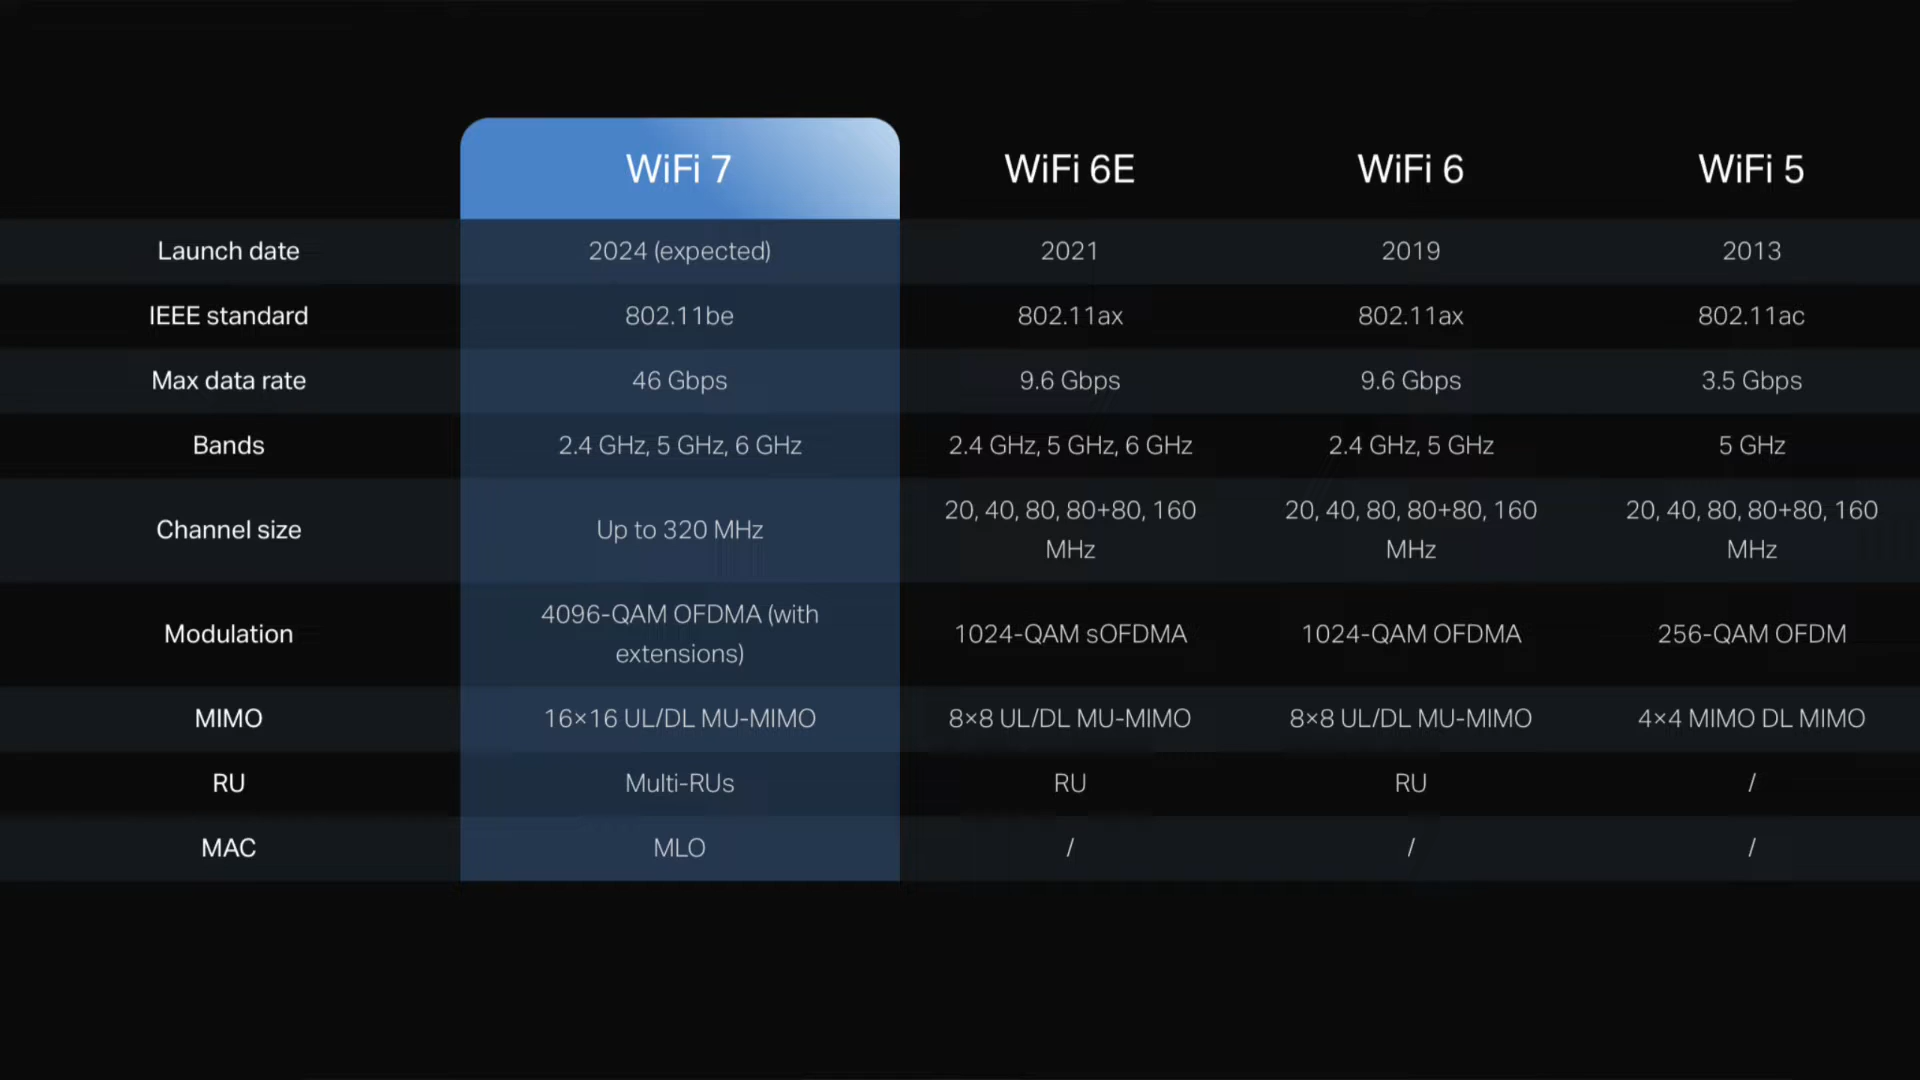 WiFi 7 WiFi 6E WiFi 6 WiFi 5
Launch date 2024 (expected) 2021 2019 2013
IEEE standard 802.11be 802.11ax 802.11ax 802.11ac
Max data rate 46 Gbps 9.6 Gbps 9.6 Gbps 3.5 Gbps
Bands 2.4 GHz, 5 GHz, 6 GHz 2.4 GHz, 5 GHz, 6 GHz 2.4 GHz, 5 GHz 5 GHz
Channel size Up to 320 MHz 20, 40, 80, 80+80, 160 20, 40, 80, 80+80, 160 20, 40, 80, 80+80, 160
MHz MHz MHz
Modulation 4096-QAM OFDMA (with
extensions) 1024-QAM sOFDMA 1024-QAM OFDMA 256-QAM OFDM
MIMO 16×16 UL/DL MU-MIMO 8×8 UL/DL MU-MIMO 8×8 UL/DL MU-MIMO 4×4 MIMO DL MIMO
RU Multi-RUs RU RU /
MAC MLO / / /